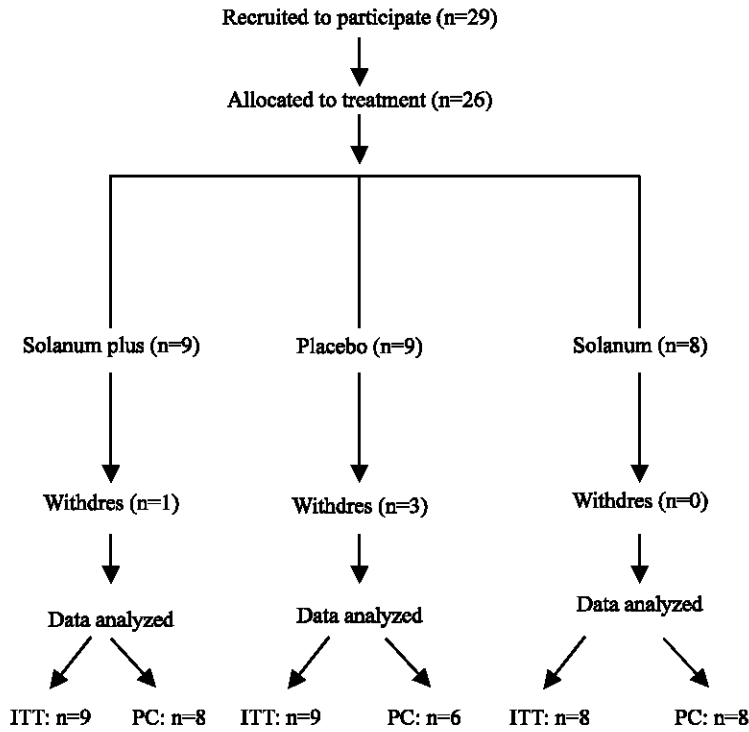 Recruited to participate (n=29)
Allocated to treatment (n=26)
Solanum plus (n=9)
Placebo (n=9)
Solanum (n=8)
Withdres (n=1)
Withdres (n=3)
Withdres (n=0)
Data analyzed
Data analyzed
Data analyzed
ITT: n=9
PC: n=8
ITT: n=9
PC: n=6
ITT: n=8
PC: n=8